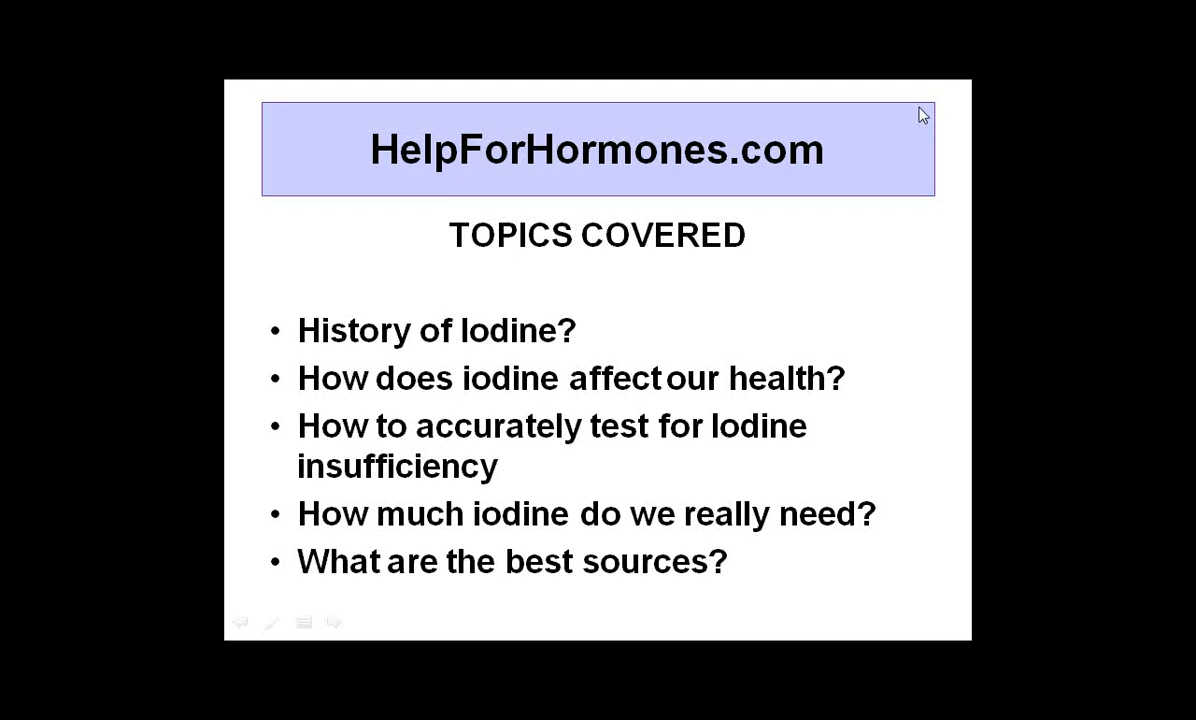 HelpForHormones.com
TOPICS COVERED
• History of Iodine?
• How does iodine affect our health?
• How to accurately test for Iodine
insufficiency
• How much iodine do we really need?
• What are the best sources?